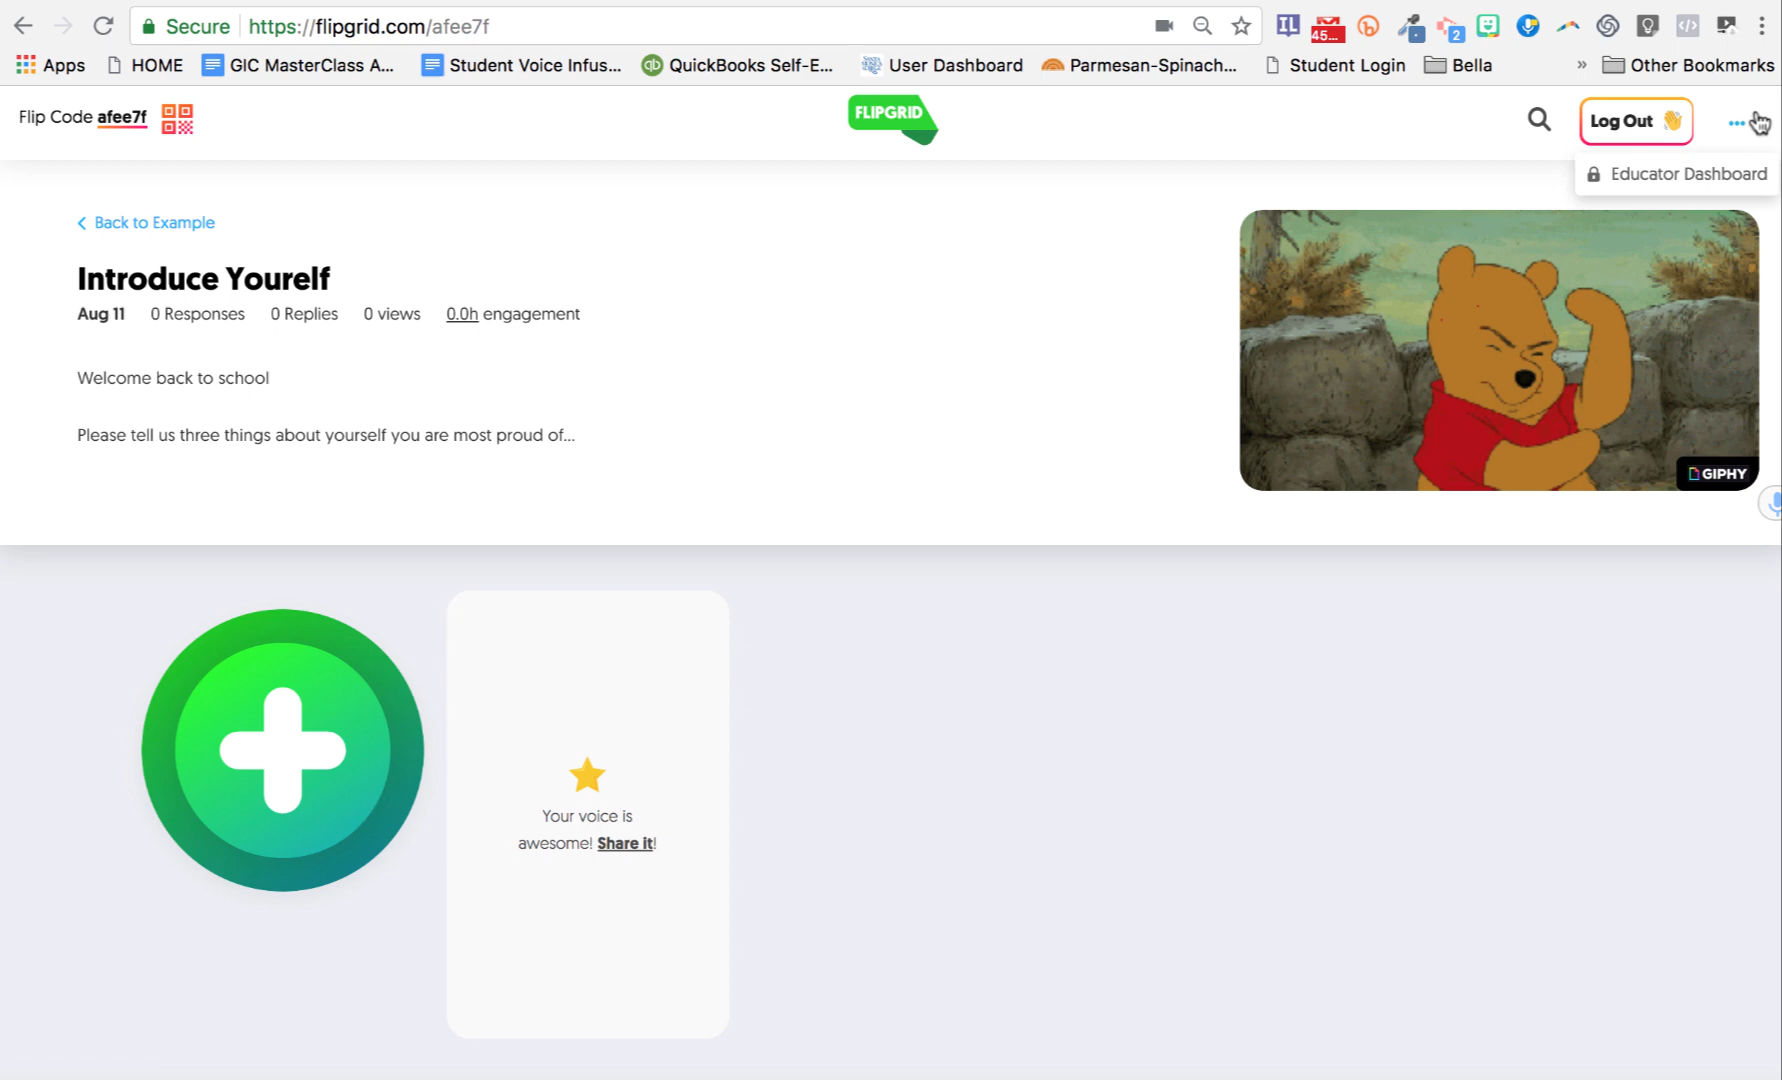 Secure https://flipgrid.com/afee7f
45...
2
Apps HOME GIC MasterClass A... Student Voice Infus... qb QuickBooks Self-E... User Dashboard Parmesan-Spinach... Student Login Bella » Other Bookmarks
Flip Code afee7f
FLIPGRID
Log Out
Educator Dashboard
Back to Example
Introduce Yourelf
Aug 11 0 Responses 0 Replies 0 views 0.0h engagement
Welcome back to school
Please tell us three things about yourself you are most proud of...
GIPHY
Your voice is
awesome! Share it!